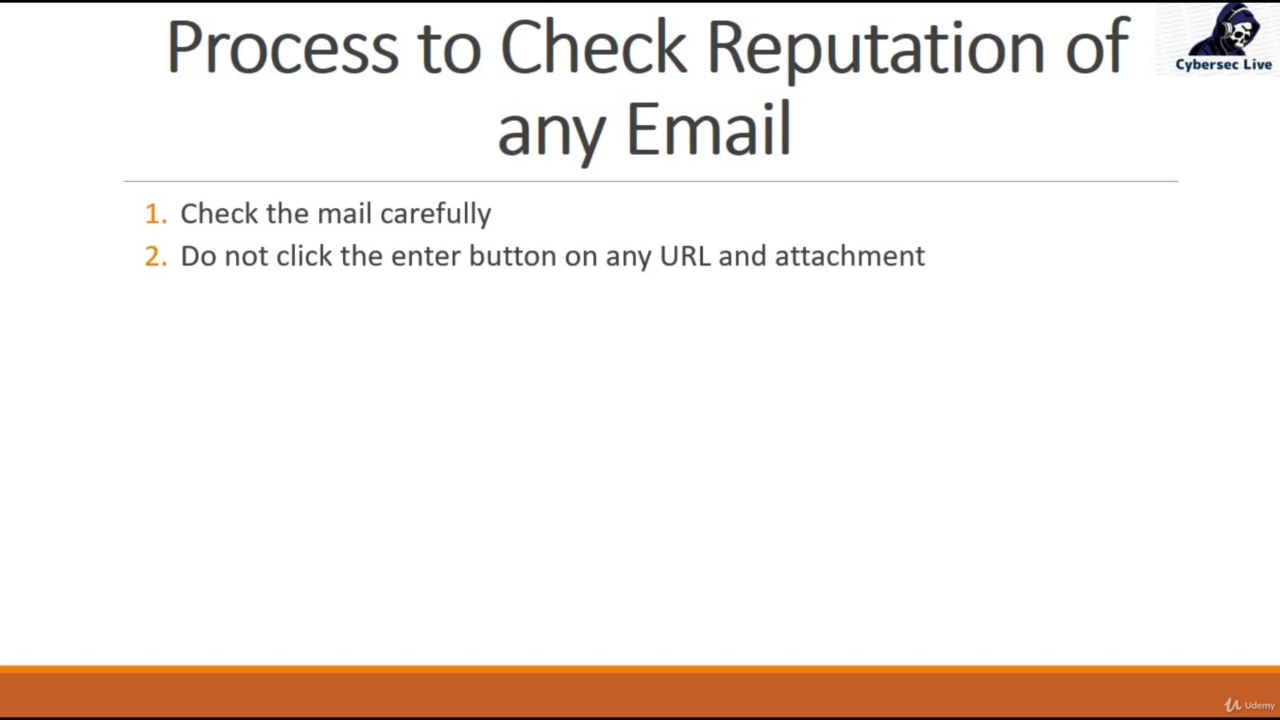 Process to Check Reputation of
any Email
Cybersec Live
1. Check the mail carefully
2. Do not click the enter button on any URL and attachment
Udemy